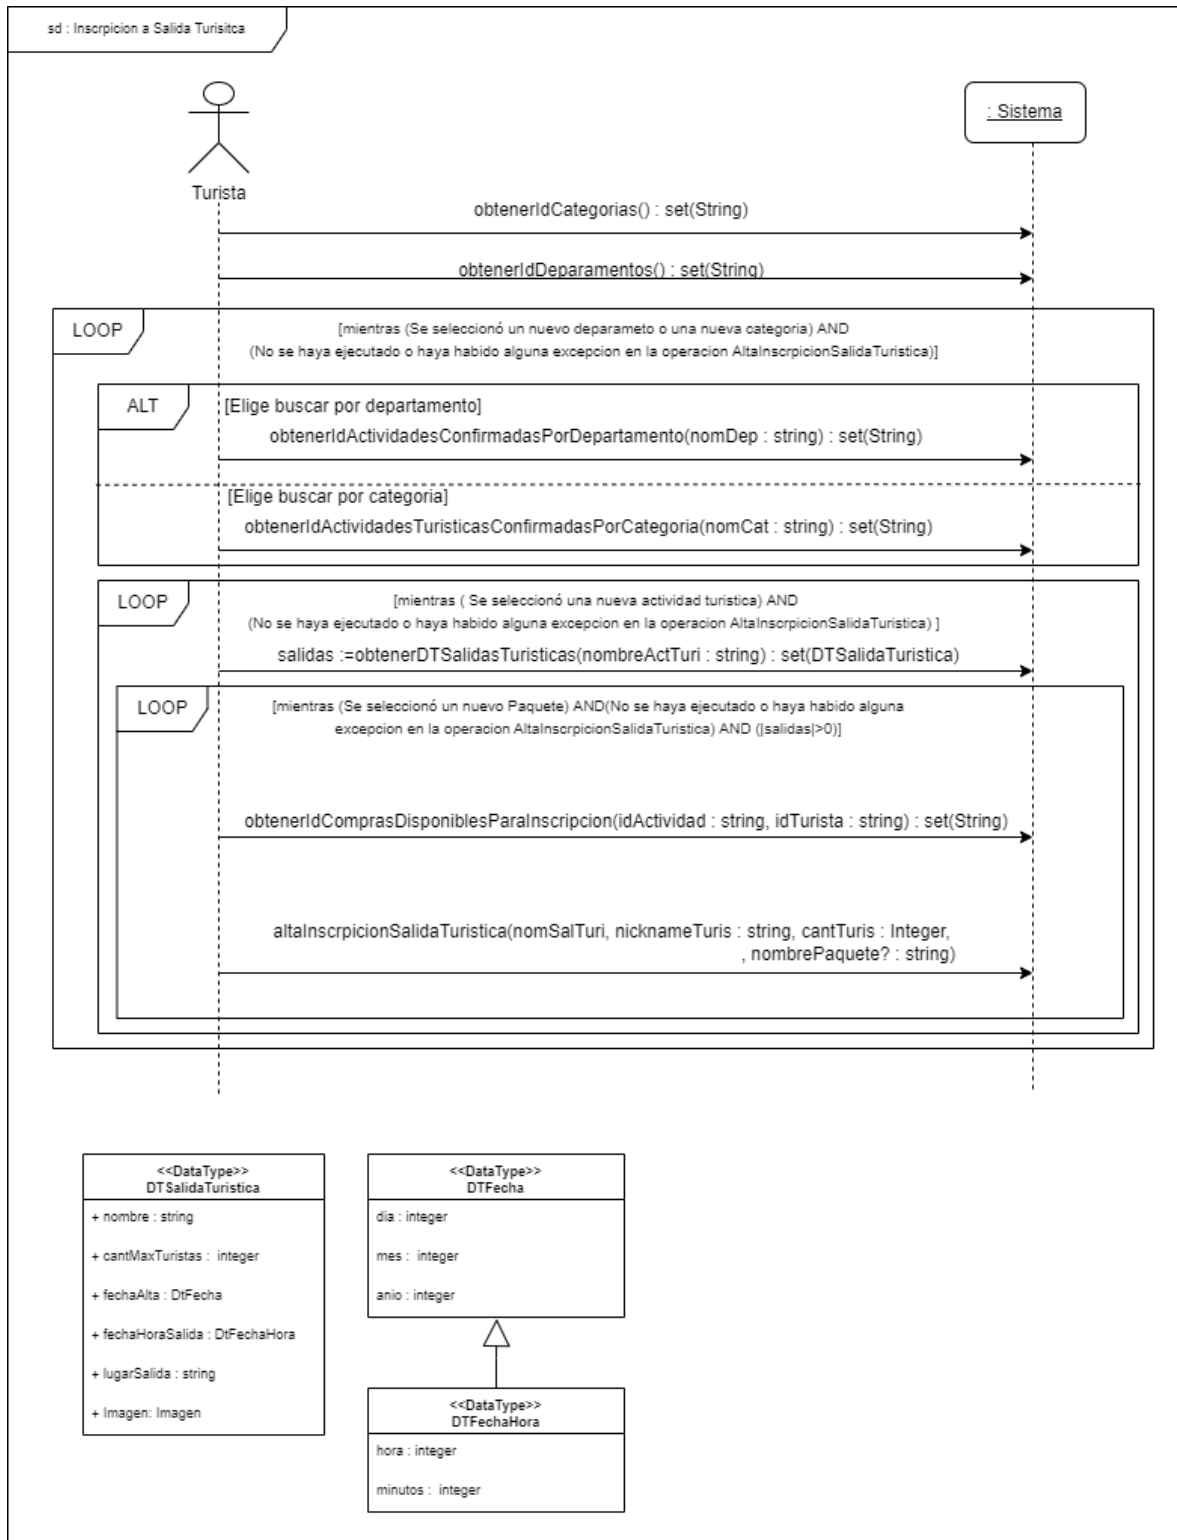 sd : Inscrpicion a Salida Turisitca
: Sistema
Turista
obtenerIdCategorias() : set(String)
obtenerIdDeparamentos() : set(String)
LOOP
[mientras (Se seleccionó un nuevo deparameto o una nueva categoria) AND
(No se haya ejecutado o haya habido alguna excepcion en la operacion AltaInscrpicionSalidaTuristica)]
ALT
[Elige buscar por departamento]
obtenerIdActividadesConfirmadasPorDepartamento(nomDep : string) : set(String)
[Elige buscar por categoria]
obtenerIdActividadesTuristicasConfirmadasPorCategoria(nomCat : string) : set(String)
LOOP
[mientras ( Se seleccionó una nueva actividad turistica) AND
(No se haya ejecutado o haya habido alguna excepcion en la operacion AltaInscrpicionSalidaTuristica) ]
salidas :=obtenerDTSalidasTuristicas(nombreActTuri : string) : set(DTSalidaTuristica)
LOOP
[mientras (Se seleccionó un nuevo Paquete) AND(No se haya ejecutado o haya habido alguna
excepcion en la operacion AltaInscrpicionSalidaTuristica) AND (|salidas|>0)]
obtenerIdComprasDisponiblesParaInscripcion(idActividad : string, idTurista : string) : set(String)
altaInscrpicionSalidaTuristica(nomSalTuri, nicknameTuris : string, cantTuris : Integer,
, nombrePaquete? : string)
<<DataType>>
DTSalidaTuristica
+ nombre : string
+ cantMaxTuristas : integer
+ fechaAlta : DtFecha
+ fechaHoraSalida : DtFechaHora
+ lugarSalida : string
+ Imagen: Imagen
<<DataType>>
DTFecha
dia : integer
mes : integer
anio : integer
<<DataType>>
DTFechaHora
hora : integer
minutos : integer